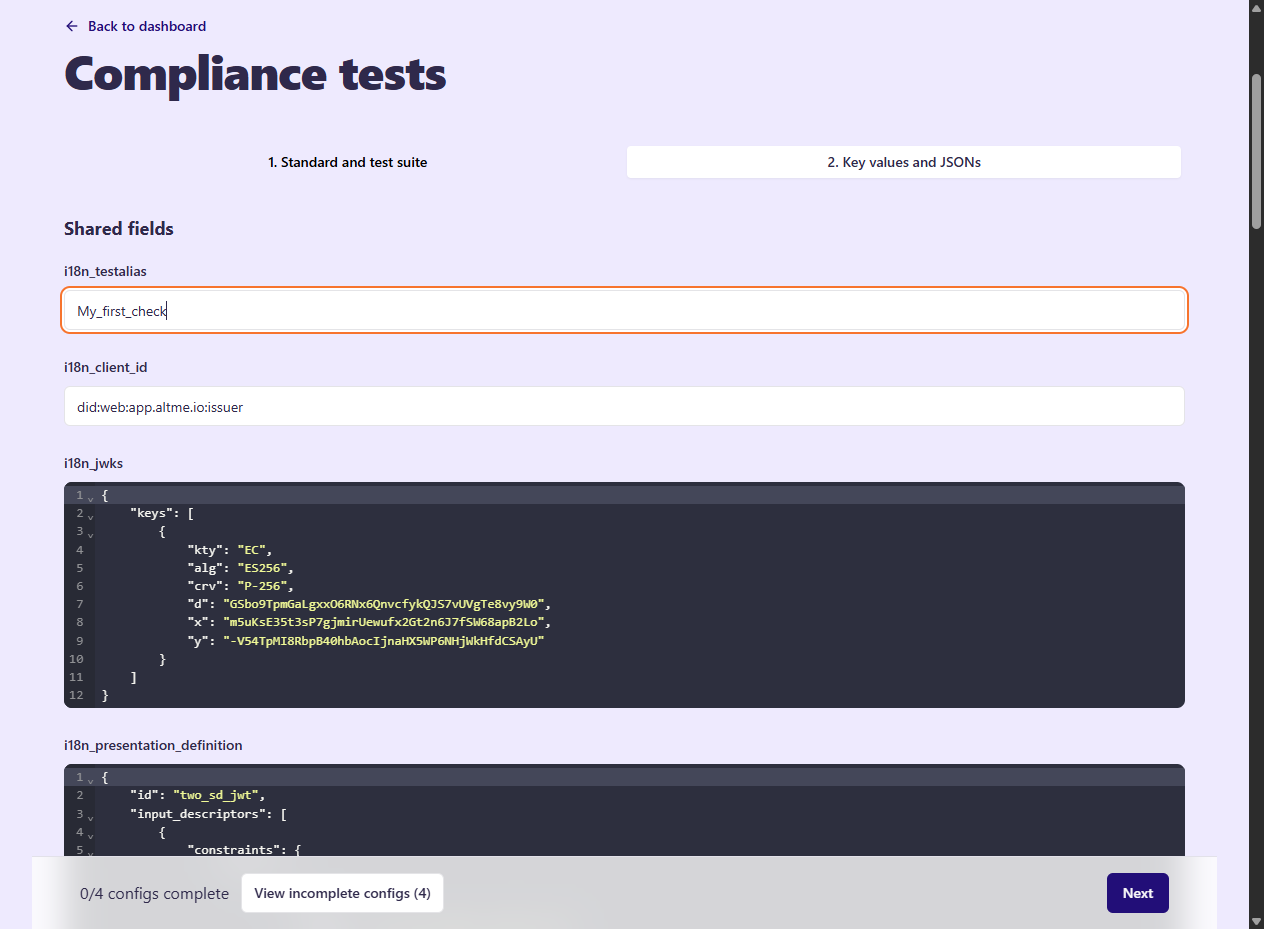 Back to dashboard
Compliance tests
1. Standard and test suite
2. Key values and JSONs
Shared fields
i18n_testalias
My_first_check
i18n_client_id
did:web:app.altme.io:issuer
i18n_jwks
1 {
2 "keys": [
3 {
4 "kty": "EC",
5 "alg": "ES256",
6 "crv": "P-256",
7 "d": "GSbo9TpmGaLgxxO6RNx6QnvcfykQJS7vUVgTe8vy9W0",
8 "x": "m5uKsE35t3sP7gjmirUewufx2Gt2n6J7fSW68apB2Lo",
9 "y": "-V54TpMI8RbpB40hbAocIjnaHX5WP6NHjWkHfdCSAyU"
10 }
11 ]
12 }
i18n_presentation_definition
1 {
2 "id": "two_sd_jwt",
3 "input_descriptors": [
4 {
5 "constraints": {
0/4 configs complete
View incomplete configs (4)
Next